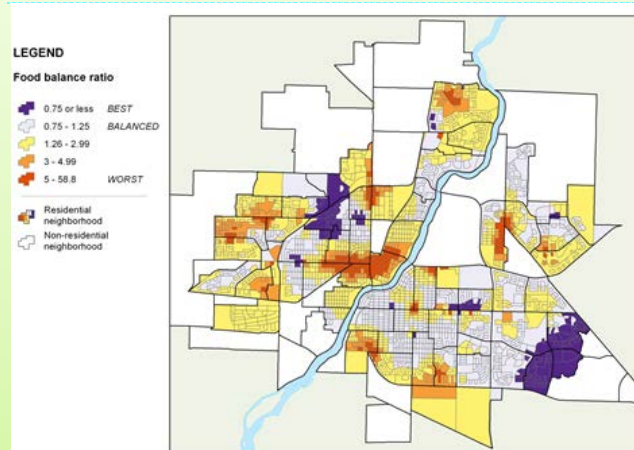 LEGEND
Food balance ratio
0.75 or less BEST
0.75 - 1.25 BALANCED
1.26 - 2.99
3 - 4.99
5 - 58.8 WORST
Residential
neighborhood
Non-residential
neighborhood